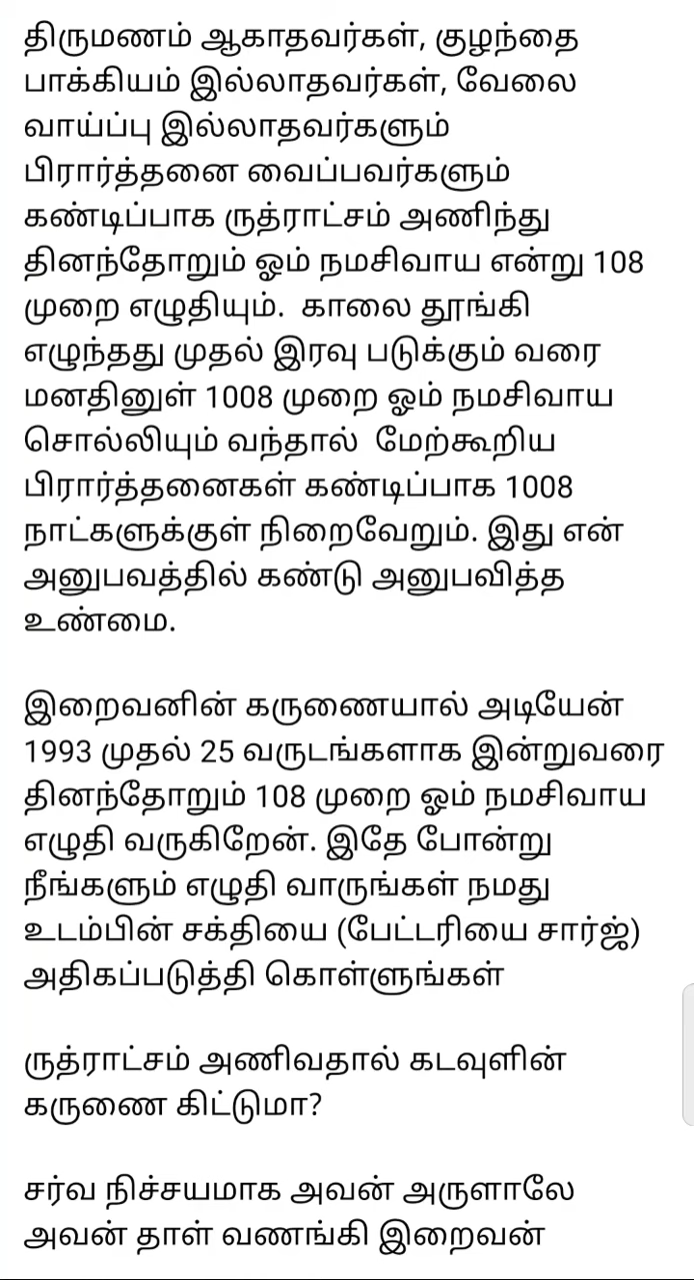 திருமணம் ஆகாதவர்கள், குழந்தை
பாக்கியம் இல்லாதவர்கள், வேலை
வாய்ப்பு இல்லாதவர்களும்
பிரார்த்தனை வைப்பவர்களும்
கண்டிப்பாக ருத்ராட்சம் அணிந்து
தினந்தோறும் ஓம் நமசிவாய என்று 108
முறை எழுதியும்.  காலை தூங்கி
எழுந்தது முதல் இரவு படுக்கும் வரை
மனதினுள் 1008 முறை ஓம் நமசிவாய
சொல்லியும் வந்தால்  மேற்கூறிய
பிரார்த்தனைகள் கண்டிப்பாக 1008
நாட்களுக்குள் நிறைவேறும். இது என்
அனுபவத்தில் கண்டு அனுபவித்த
உண்மை.

இறைவனின் கருணையால் அடியேன்
1993 முதல் 25 வருடங்களாக இன்றுவரை
தினந்தோறும் 108 முறை ஓம் நமசிவாய
எழுதி வருகிறேன். இதே போன்று
நீங்களும் எழுதி வாருங்கள் நமது
உடம்பின் சக்தியை (பேட்டரியை சார்ஜ்)
அதிகப்படுத்தி கொள்ளுங்கள்

ருத்ராட்சம் அணிவதால் கடவுளின்
கருணை கிட்டுமா?

சர்வ நிச்சயமாக அவன் அருளாலே
அவன் தாள் வணங்கி இறைவன்